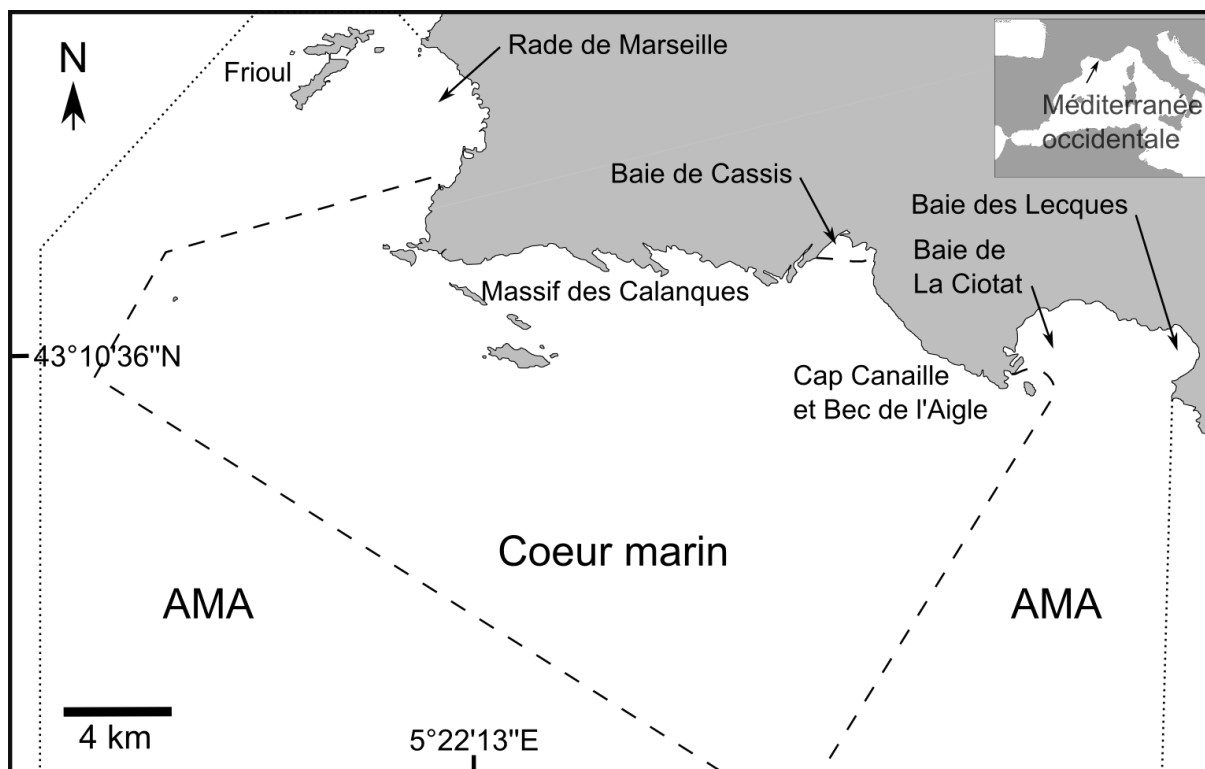 N
Frioul
Rade de Marseille
Méditerranée
occidentale
Baie de Cassis
Baie des Lecques
Baie de
La Ciotat
Massif des Calanques
43°10'36"N
Cap Canaille
et Bec de l'Aigle
Coeur marin
AMA
AMA
4 km
5°22'13"E